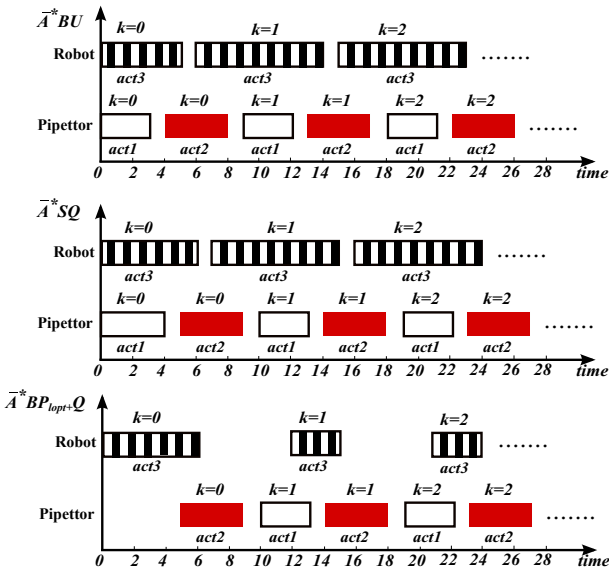 Ā*BU
k=0 k=1 k=2
Robot .......
act3 act3 act3
k=0 k=0 k=1 k=1 k=2 k=2
Pipettor .......
act1 act2 act1 act2 act1 act2
0 2 4 6 8 10 12 14 16 18 20 22 24 26 28 time
Ā*SQ
k=0 k=1 k=2
Robot .......
act3 act3 act3
k=0 k=0 k=1 k=1 k=2 k=2
Pipettor .......
act1 act2 act1 act2 act1 act2
0 2 4 6 8 10 12 14 16 18 20 22 24 26 28 time
Ā*BPlopt+Q
k=0 k=1 k=2
Robot .......
act3 act3 act3
k=0 k=1 k=1 k=2 k=2
Pipettor .......
act2 act1 act2 act1 act2
0 2 4 6 8 10 12 14 16 18 20 22 24 26 28 time